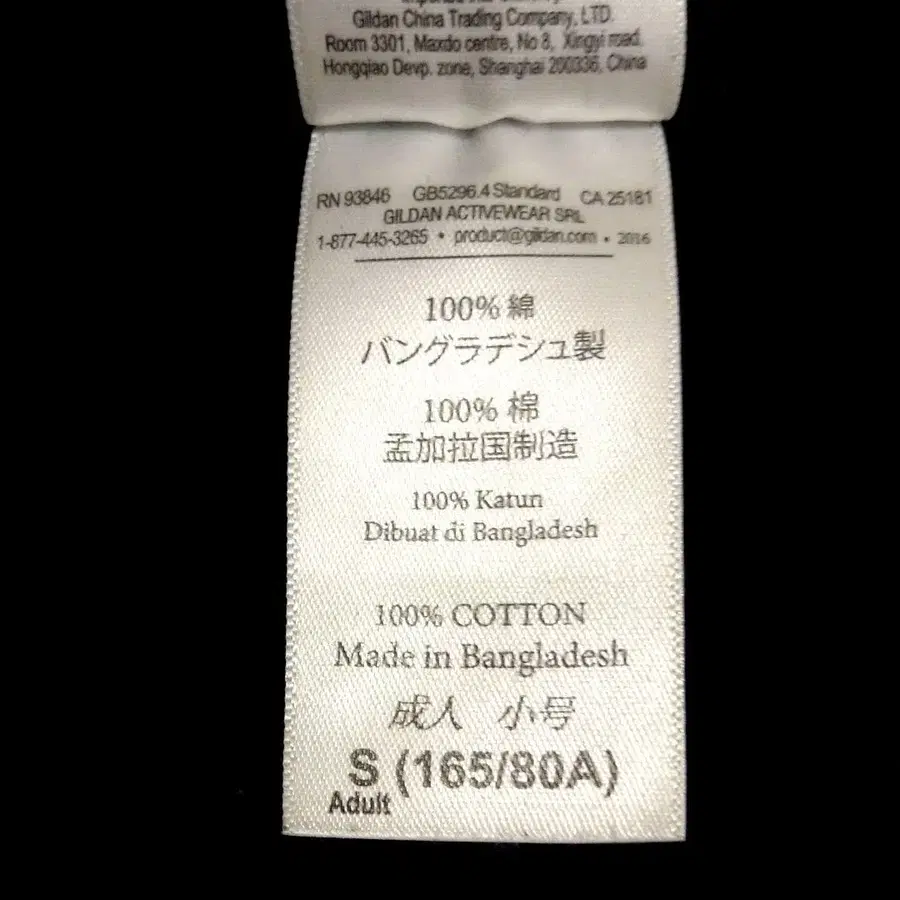 Gildan China Trading Company, LTD.
Room 3301, Maxdo centre, No 8, Xingyi road.
Hongqiao Devp. zone, Shanghai 200336, China
RN 93846 GB5296.4 Standard CA 25181
GILDAN ACTIVEWEAR SRL
1-877-445-3265 • product@gildan.com • 2016
100% 綿
バングラデシュ製
100% 棉
孟加拉国制造
100% Katun
Dibuat di Bangladesh
100% COTTON
Made in Bangladesh
成人 小号
S (165/80A)
Adult